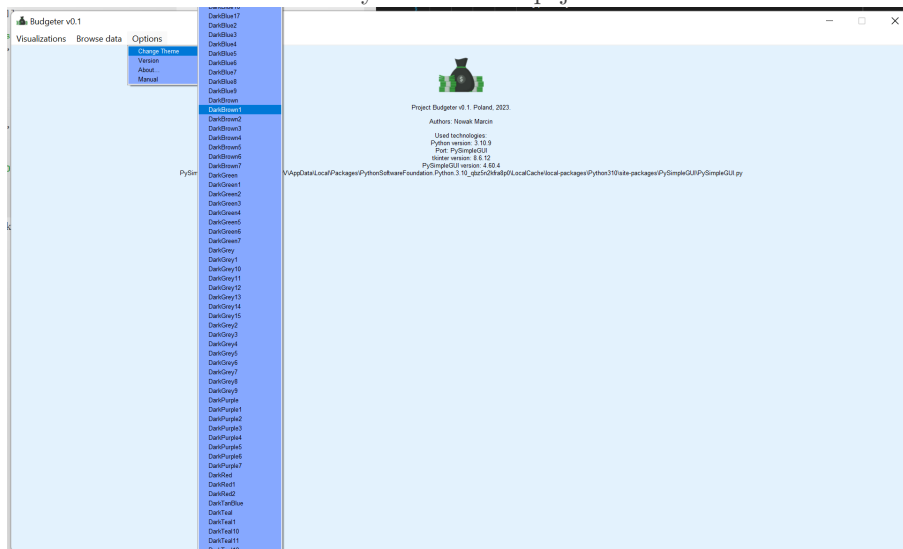 Budgeter v0.1
Visualizations Browse data Options
Change Theme
Version
About...
Manual
DarkBlue17
DarkBlue2
DarkBlue3
DarkBlue4
DarkBlue5
DarkBlue6
DarkBlue7
DarkBlue8
DarkBlue9
DarkBrown
DarkBrown1
DarkBrown2
DarkBrown3
DarkBrown4
DarkBrown5
DarkBrown6
DarkBrown7
DarkGreen
DarkGreen1
DarkGreen2
DarkGreen3
DarkGreen4
DarkGreen5
DarkGreen6
DarkGreen7
DarkGrey
DarkGrey1
DarkGrey10
DarkGrey11
DarkGrey12
DarkGrey13
DarkGrey14
DarkGrey15
DarkGrey2
DarkGrey3
DarkGrey4
DarkGrey5
DarkGrey6
DarkGrey7
DarkGrey8
DarkGrey9
DarkPurple
DarkPurple1
DarkPurple2
DarkPurple3
DarkPurple4
DarkPurple5
DarkPurple6
DarkPurple7
DarkRed
DarkRed1
DarkRed2
DarkTanBlue
DarkTeal
DarkTeal1
DarkTeal10
DarkTeal11
Project Budgeter v0.1. Poland, 2023.
Authors: Nowak Marcin
Used technologies:
Python version: 3.10.9
Port: PySimpleGUI
tkinter version: 8.6.12
PySimpleGUI version: 4.60.4
PySim V\AppData\Local\Packages\PythonSoftwareFoundation.Python.3.10_qbz5n2kfra8p0\LocalCache\local-packages\Python310\site-packages\PySimpleGUI\PySimpleGUI.py